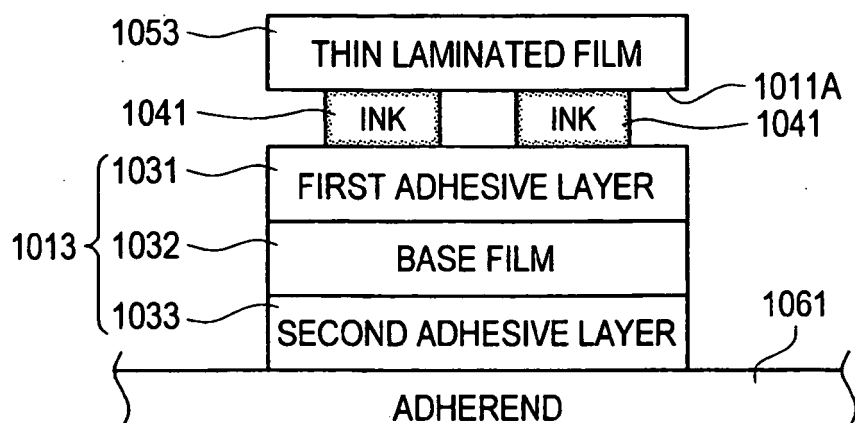 1053
THIN LAMINATED FILM
1011A
1041
INK
INK
1041
1031
FIRST ADHESIVE LAYER
1013
1032
BASE FILM
1033
SECOND ADHESIVE LAYER
1061
ADHEREND